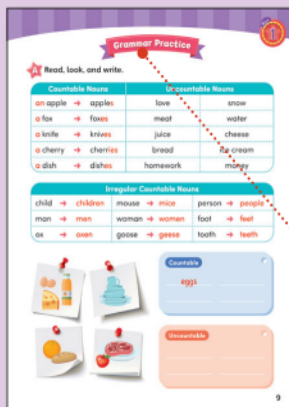 1
Grammar Practice
A Read, look, and write.
Countable Nouns Uncountable Nouns
an apple → apples love snow
a fox → foxes meat water
a knife → knives juice cheese
a cherry → cherries bread ice cream
a dish → dishes homework money
Irregular Countable Nouns
child → children mouse → mice person → people
man → men woman → women foot → feet
ox → oxen goose → geese tooth → teeth
Countable
eggs
Uncountable
9